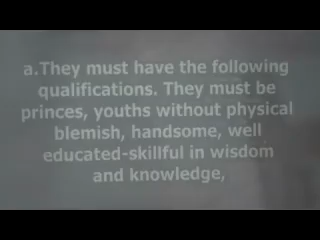 a.They must have the following
qualifications. They must be
princes, youths without physical
blemish, handsome, well
educated-skillful in wisdom
and knowledge,